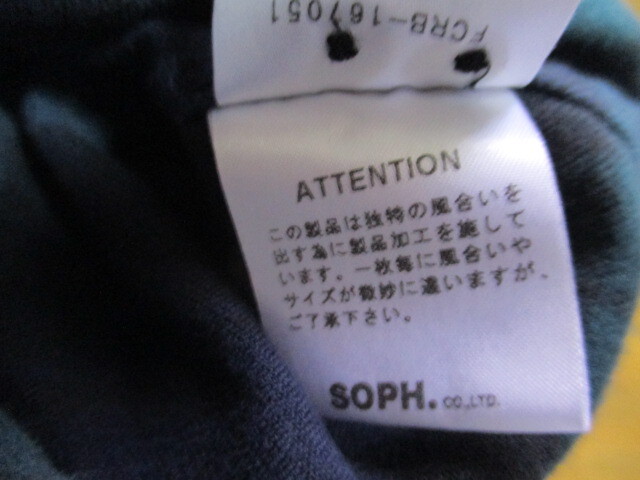 FCRB-167051
ATTENTION
この製品は独特の風合いを
出す為に製品加工を施して
います。一枚毎に風合いや
サイズが微妙に違いますが、
ご了承下さい。
SOPH. CO.,LTD.